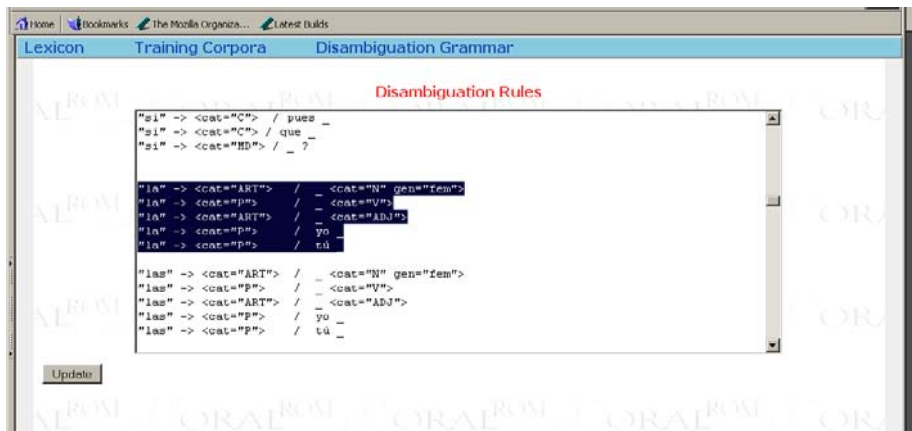 Home Bookmarks The Mozilla Organiza... Latest Builds
Lexicon Training Corpora Disambiguation Grammar
Disambiguation Rules
"si" -> <cat="C"> / pues _
"si" -> <cat="C"> / que _
"si" -> <cat="MD"> / _ ?
"la" -> <cat="ART"> / _ <cat="N" gen="fem">
"la" -> <cat="P"> / _ <cat="V">
"la" -> <cat="ART"> / _ <cat="ADJ">
"la" -> <cat="P"> / yo _
"la" -> <cat="P"> / tú _
"las" -> <cat="ART"> / _ <cat="N" gen="fem">
"las" -> <cat="P"> / _ <cat="V">
"las" -> <cat="ART"> / _ <cat="ADJ">
"las" -> <cat="P"> / yo _
"las" -> <cat="P"> / tú _
Update
ORALROM ORALROM